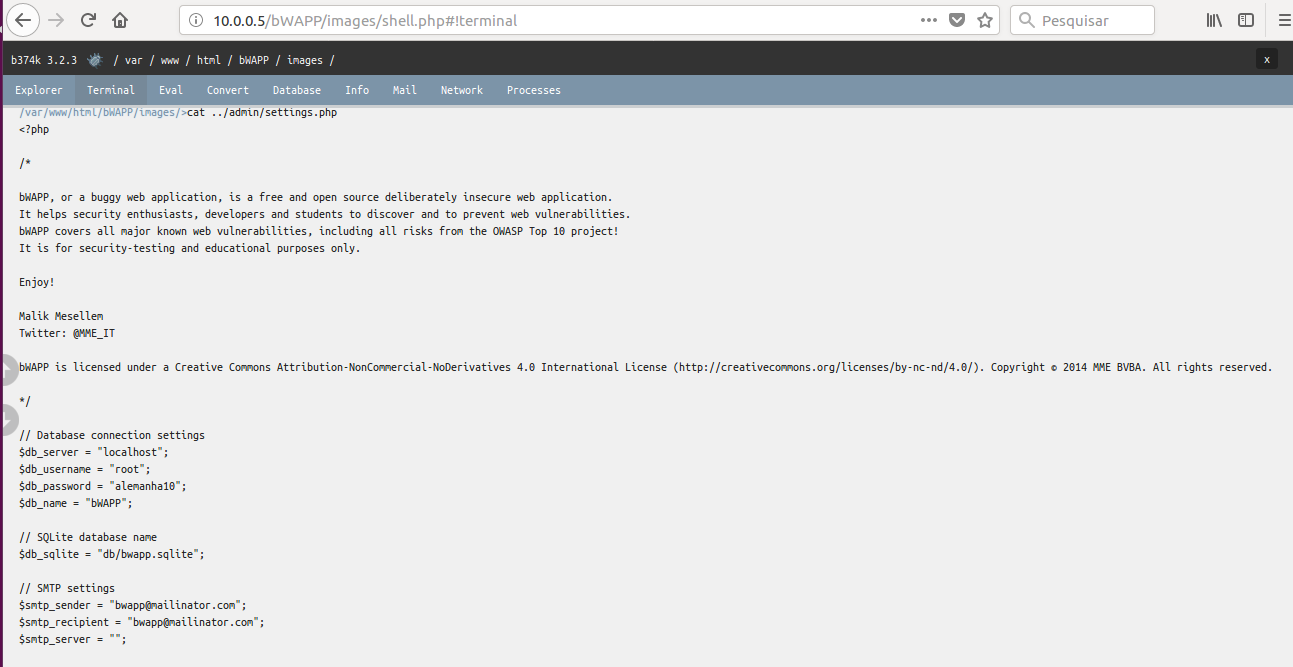 10.0.0.5/bWAPP/images/shell.php#!terminal
Pesquisar
b374k 3.2.3 / var / www / html / bWAPP / images /
x
Explorer Terminal Eval Convert Database Info Mail Network Processes
/var/www/html/bWAPP/images/>cat ../admin/settings.php
<?php
/*
bWAPP, or a buggy web application, is a free and open source deliberately insecure web application.
It helps security enthusiasts, developers and students to discover and to prevent web vulnerabilities.
bWAPP covers all major known web vulnerabilities, including all risks from the OWASP Top 10 project!
It is for security-testing and educational purposes only.
Enjoy!
Malik Mesellem
Twitter: @MME_IT
bWAPP is licensed under a Creative Commons Attribution-NonCommercial-NoDerivatives 4.0 International License (http://creativecommons.org/licenses/by-nc-nd/4.0/). Copyright © 2014 MME BVBA. All rights reserved.
*/
// Database connection settings
$db_server = "localhost";
$db_username = "root";
$db_password = "alemanha10";
$db_name = "bWAPP";
// SQLite database name
$db_sqlite = "db/bwapp.sqlite";
// SMTP settings
$smtp_sender = "bwapp@mailinator.com";
$smtp_recipient = "bwapp@mailinator.com";
$smtp_server = "";